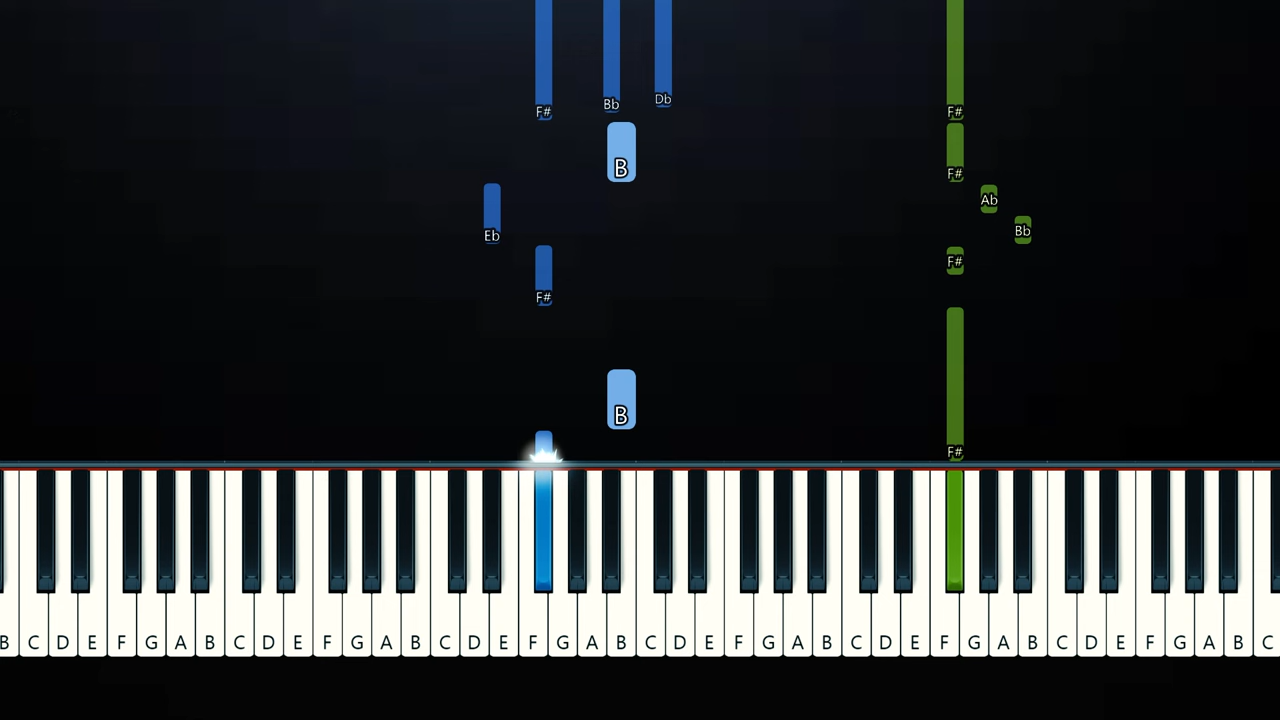 F# Bb Db F#
B F#
Eb Ab
Bb
F# F#
B
F#
B C D E F G A B C D E F G A B C D E F G A B C D E F G A B C D E F G A B C D E F G A B C